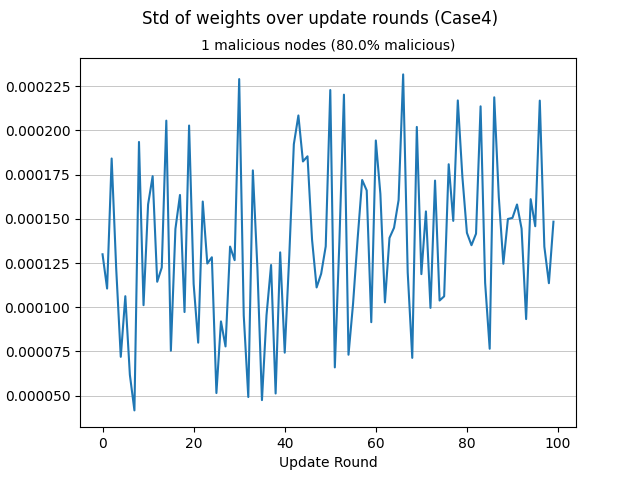 Std of weights over update rounds (Case4)
1 malicious nodes (80.0% malicious)
0.000225
0.000200
0.000175
0.000150
0.000125
0.000100
0.000075
0.000050
0 20 40 60 80 100
Update Round